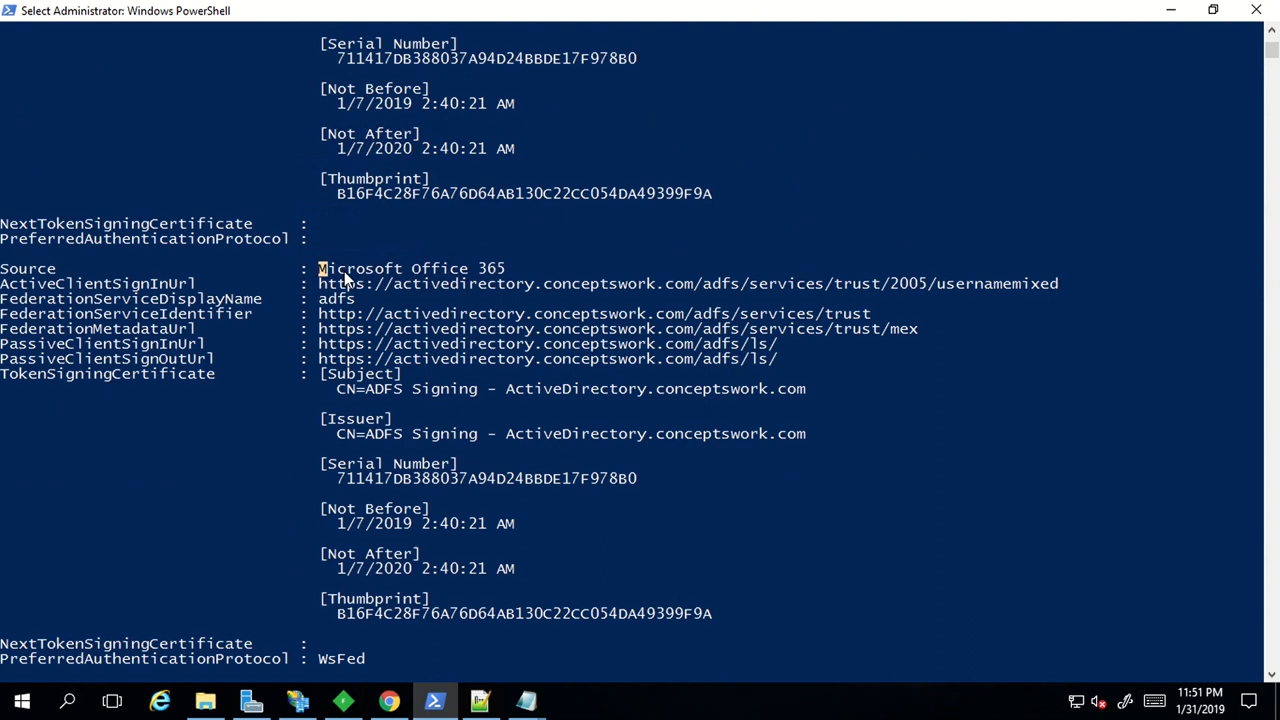 Select Administrator: Windows PowerShell
[Serial Number]
711417DB388037A94D24BBDE17F978B0
[Not Before]
1/7/2019 2:40:21 AM
[Not After]
1/7/2020 2:40:21 AM
[Thumbprint]
B16F4C28F76A76D64AB130C22CC054DA49399F9A
NextTokenSigningCertificate :
PreferredAuthenticationProtocol :
Source : Microsoft Office 365
ActiveClientSignInUrl : https://activedirectory.conceptswork.com/adfs/services/trust/2005/usernamemixed
FederationServiceDisplayName : adfs
FederationServiceIdentifier : http://activedirectory.conceptswork.com/adfs/services/trust
FederationMetadataUrl : https://activedirectory.conceptswork.com/adfs/services/trust/mex
PassiveClientSignInUrl : https://activedirectory.conceptswork.com/adfs/ls/
PassiveClientSignOutUrl : https://activedirectory.conceptswork.com/adfs/ls/
TokenSigningCertificate : [Subject]
CN=ADFS Signing - ActiveDirectory.conceptswork.com
[Issuer]
CN=ADFS Signing - ActiveDirectory.conceptswork.com
[Serial Number]
711417DB388037A94D24BBDE17F978B0
[Not Before]
1/7/2019 2:40:21 AM
[Not After]
1/7/2020 2:40:21 AM
[Thumbprint]
B16F4C28F76A76D64AB130C22CC054DA49399F9A
NextTokenSigningCertificate :
PreferredAuthenticationProtocol : WsFed
11:51 PM
1/31/2019